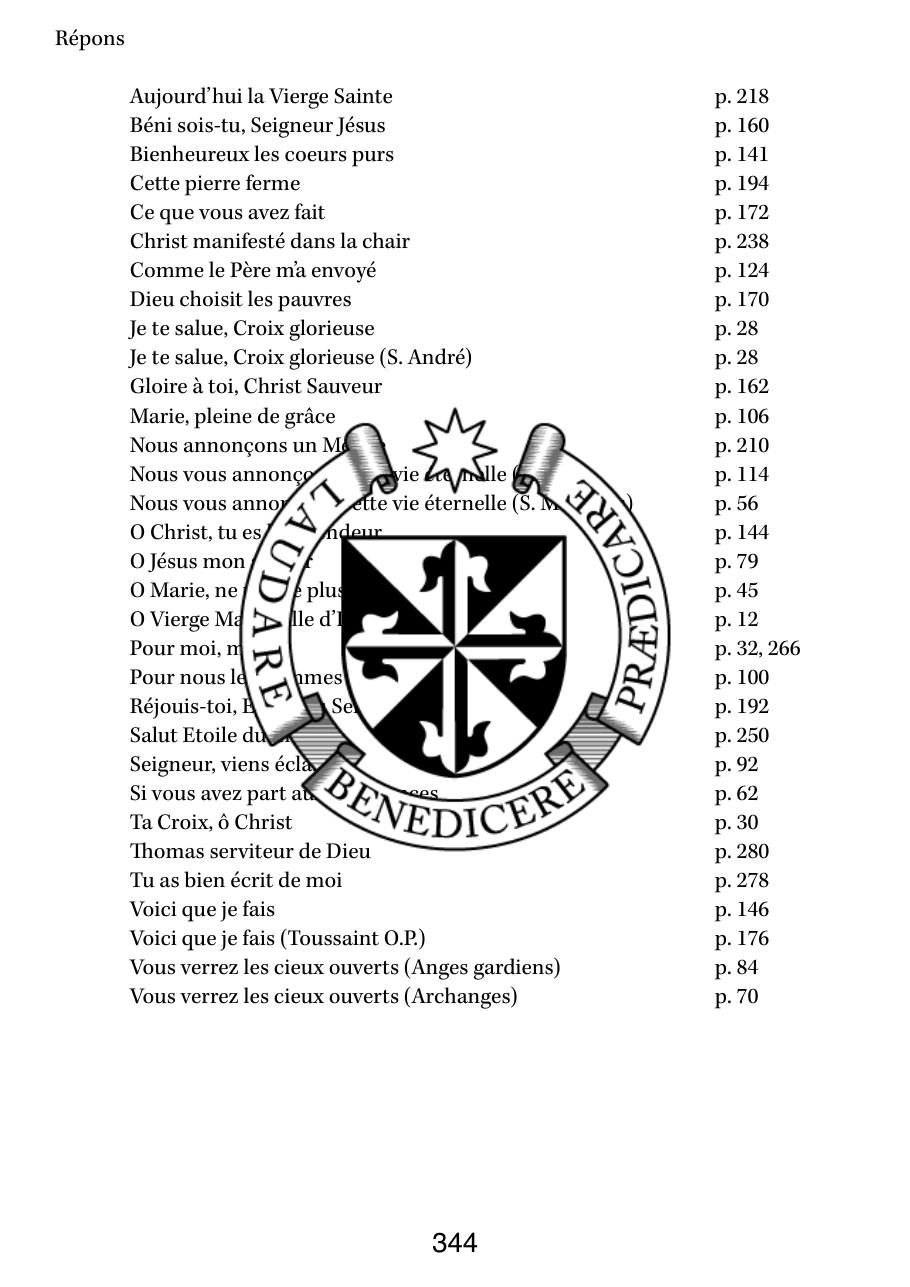 Répons
Aujourd’hui la Vierge Sainte p. 218
Béni sois-tu, Seigneur Jésus p. 160
Bienheureux les coeurs purs p. 141
Cette pierre ferme p. 194
Ce que vous avez fait p. 172
Christ manifesté dans la chair p. 238
Comme le Père m’a envoyé p. 124
Dieu choisit les pauvres p. 170
Je te salue, Croix glorieuse p. 28
Je te salue, Croix glorieuse (S. André) p. 28
Gloire à toi, Christ Sauveur p. 162
Marie, pleine de grâce p. 106
Nous annonçons un p. 210
Nous vous vie p. 114
Nous vous vie éternelle (S. p. 56
O Christ, tu es p. 144
O Jésus mon p. 79
O Marie, ne plus p. 45
O Vierge p. 12
Pour moi, p. 32, 266
Pour nous p. 100
Réjouis-toi, p. 192
Salut Etoile p. 250
Seigneur, viens p. 92
Si vous avez part p. 62
Ta Croix, ô Christ p. 30
Thomas serviteur de Dieu p. 280
Tu as bien écrit de moi p. 278
Voici que je fais p. 146
Voici que je fais (Toussaint O.P.) p. 176
Vous verrez les cieux ouverts (Anges gardiens) p. 84
Vous verrez les cieux ouverts (Archanges) p. 70
LAUDARE
BENEDICERE
PRÆDICARE
344